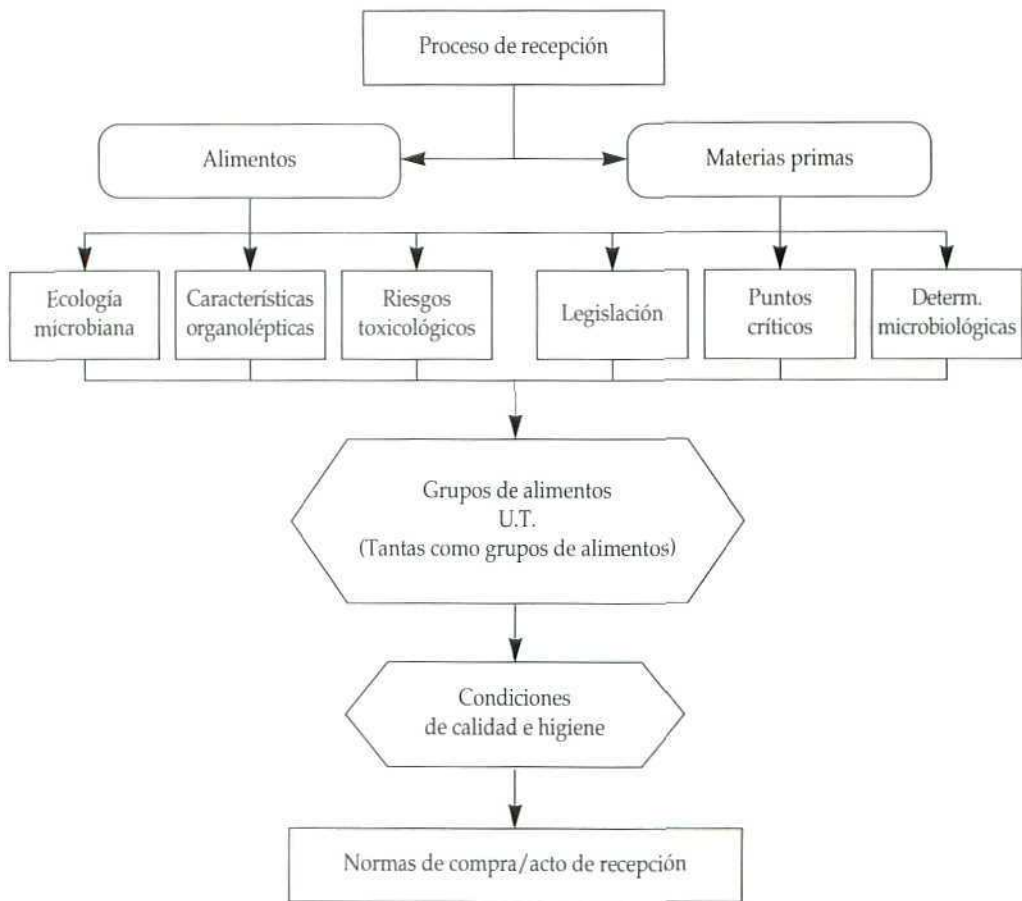 Proceso de recepción
Alimentos
Materias primas
Ecología
microbiana
Características
organolépticas
Riesgos
toxicológicos
Legislación
Puntos
críticos
Determ.
microbiológicas
Grupos de alimentos
U.T.
(Tantas como grupos de alimentos)
Condiciones
de calidad e higiene
Normas de compra/acto de recepción